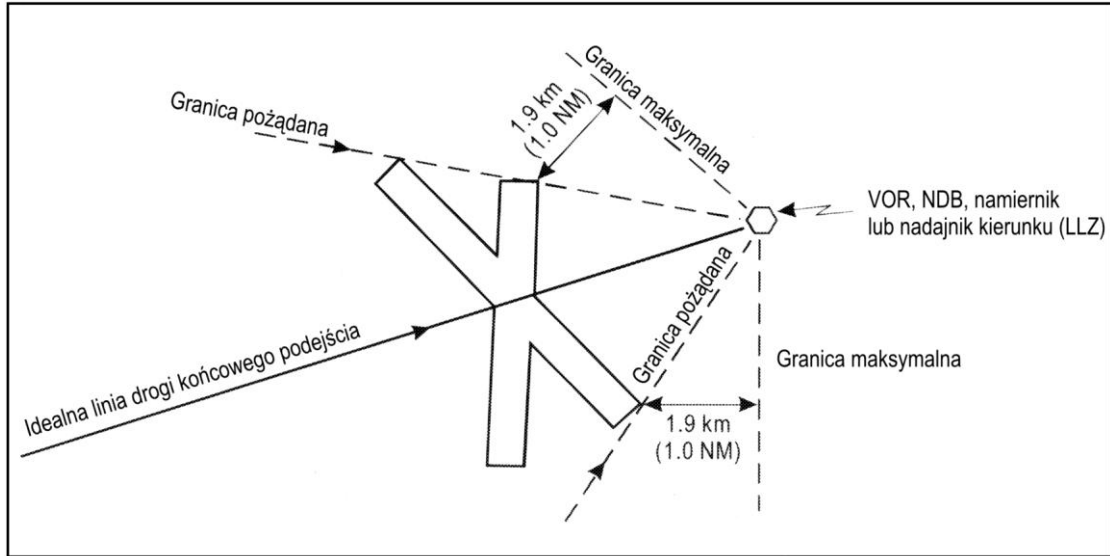 Granica pożądana
1.9 km
(1.0 NM)
Granica maksymalna
VOR, NDB, namiernik
lub nadajnik kierunku (LLZ)
Idealna linia drogi końcowego podejścia
Granica pożądana
Granica maksymalna
1.9 km
(1.0 NM)